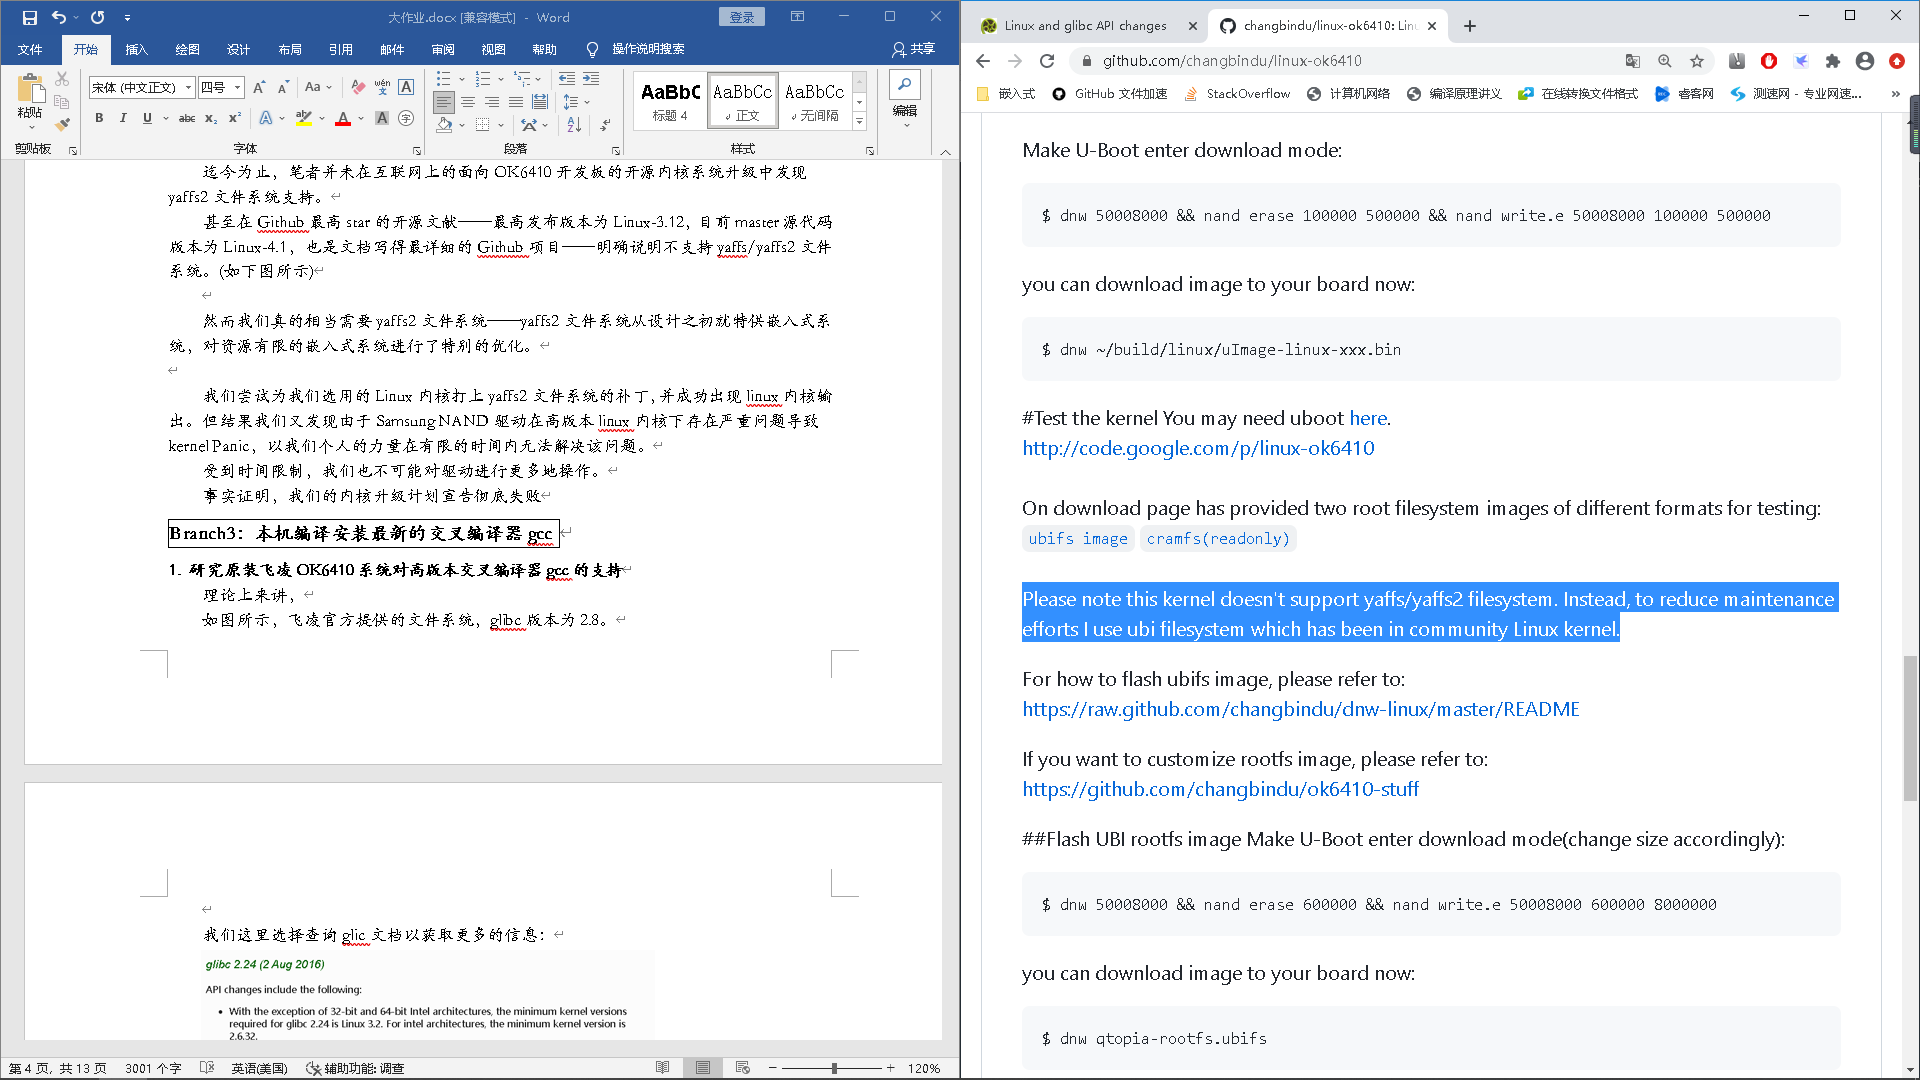 大作业.docx [兼容模式] - Word
登录
文件 开始 插入 绘图 设计 布局 引用 邮件 审阅 视图 帮助 操作说明搜索 共享
宋体 (中文正文) 四号 Aa wén A
粘贴
B I U abc x₂ x² A ab A A 字
剪贴板 字体 段落 样式
AaBbC AaBbCc AaBbCc
标题 4 正文 无间隔
编辑
迄今为止，笔者并未在互联网上的面向 OK6410 开发板的开源内核系统升级中发现
yaffs2 文件系统支持。
甚至在 Github 最高 star 的开源文献——最高发布版本为 Linux-3.12，目前 master 源代码
版本为 Linux-4.1，也是文档写得最详细的 Github 项目——明确说明不支持 yaffs/yaffs2 文件
系统。(如下图所示)
然而我们真的相当需要 yaffs2 文件系统——yaffs2 文件系统从设计之初就特供嵌入式系
统，对资源有限的嵌入式系统进行了特别的优化。
我们尝试为我们选用的 Linux 内核打上 yaffs2 文件系统的补丁，并成功出现 linux 内核输
出。但结果我们又发现由于 Samsung NAND 驱动在高版本 linux 内核下存在严重问题导致
kernel Panic，以我们个人的力量在有限的时间内无法解决该问题。
受到时间限制，我们也不可能对驱动进行更多地操作。
事实证明，我们的内核升级计划宣告彻底失败
Branch3：本机编译安装最新的交叉编译器 gcc
1. 研究原装飞凌 OK6410 系统对高版本交叉编译器 gcc 的支持
理论上来讲，
如图所示，飞凌官方提供的文件系统，glibc 版本为 2.8。
我们这里选择查询 glic 文档以获取更多的信息：
glibc 2.24 (2 Aug 2016)
API changes include the following:
• With the exception of 32-bit and 64-bit Intel architectures, the minimum kernel versions
required for glibc 2.24 is Linux 3.2. For intel architectures, the minimum kernel version is
2.6.32.
第 4 页, 共 13 页 3001 个字 英语(美国) 辅助功能: 调查 120%
Linux and glibc API changes
changbindu/linux-ok6410: Lin
github.com/changbindu/linux-ok6410
嵌入式 GitHub 文件加速 StackOverflow 计算机网络 编译原理讲义 在线转换文件格式 睿客网 测速网 - 专业网速... »
Make U-Boot enter download mode:
$ dnw 50008000 && nand erase 100000 500000 && nand write.e 50008000 100000 500000
you can download image to your board now:
$ dnw ~/build/linux/uImage-linux-xxx.bin
#Test the kernel You may need uboot here.
http://code.google.com/p/linux-ok6410
On download page has provided two root filesystem images of different formats for testing:
ubifs image cramfs(readonly)
Please note this kernel doesn't support yaffs/yaffs2 filesystem. Instead, to reduce maintenance
efforts I use ubi filesystem which has been in community Linux kernel.
For how to flash ubifs image, please refer to:
https://raw.github.com/changbindu/dnw-linux/master/README
If you want to customize rootfs image, please refer to:
https://github.com/changbindu/ok6410-stuff
##Flash UBI rootfs image Make U-Boot enter download mode(change size accordingly):
$ dnw 50008000 && nand erase 600000 && nand write.e 50008000 600000 8000000
you can download image to your board now:
$ dnw qtopia-rootfs.ubifs